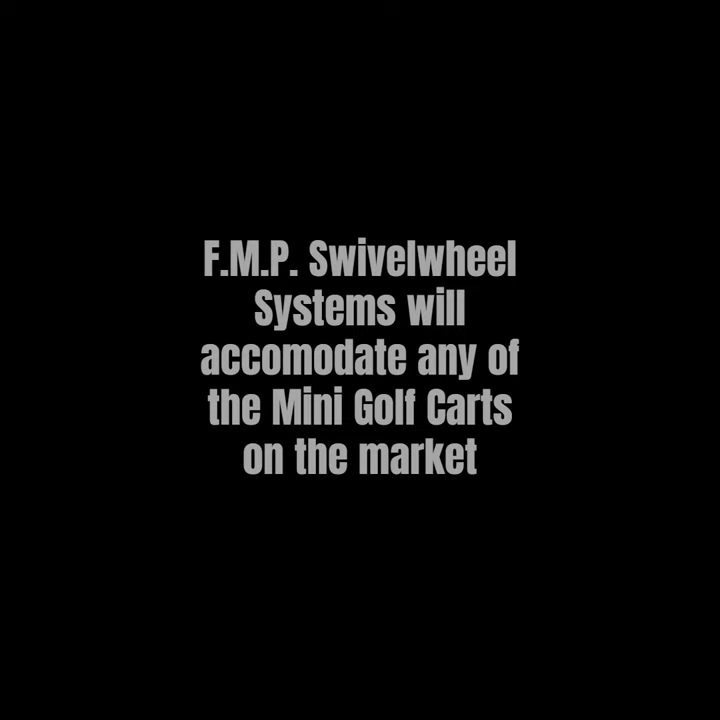 F.M.P. Swivelwheel
Systems will
accomodate any of
the Mini Golf Carts
on the market